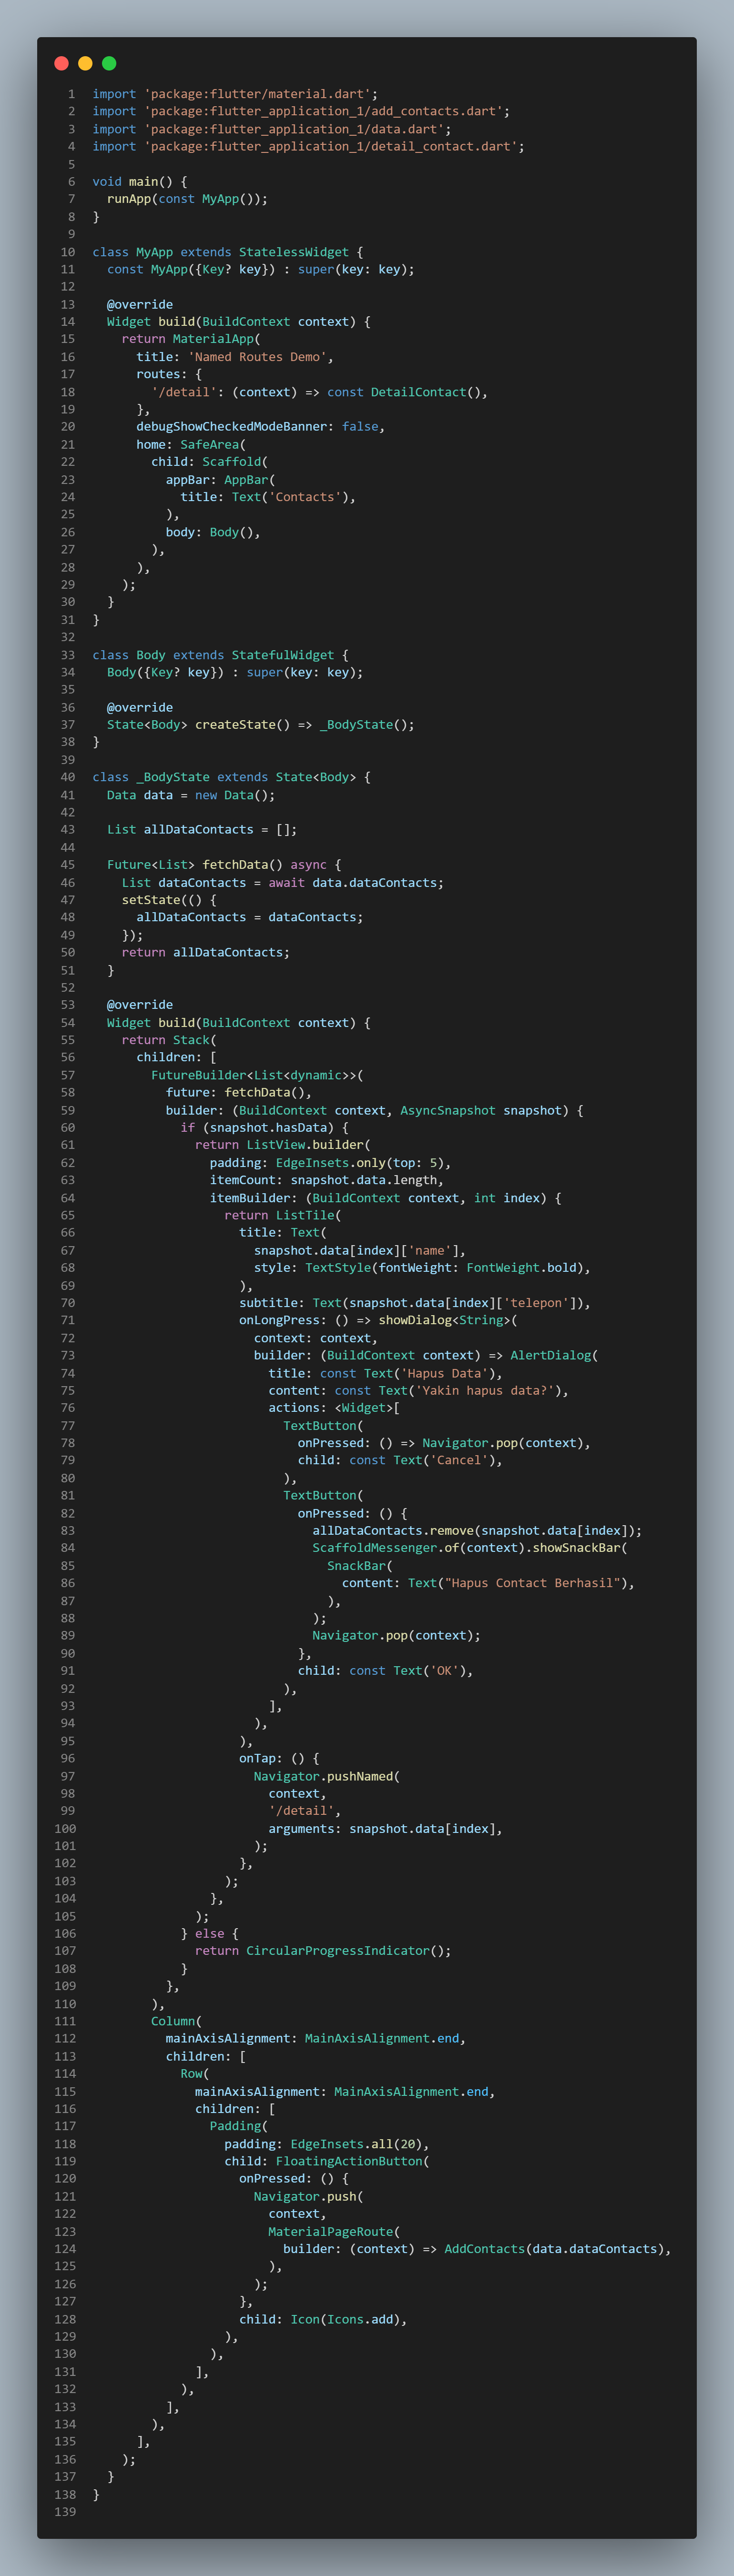 1 import 'package:flutter/material.dart';
2 import 'package:flutter_application_1/add_contacts.dart';
3 import 'package:flutter_application_1/data.dart';
4 import 'package:flutter_application_1/detail_contact.dart';
5
6 void main() {
7   runApp(const MyApp());
8 }
9
10 class MyApp extends StatelessWidget {
11   const MyApp({Key? key}) : super(key: key);
12
13   @override
14   Widget build(BuildContext context) {
15     return MaterialApp(
16       title: 'Named Routes Demo',
17       routes: {
18         '/detail': (context) => const DetailContact(),
19       },
20       debugShowCheckedModeBanner: false,
21       home: SafeArea(
22         child: Scaffold(
23           appBar: AppBar(
24             title: Text('Contacts'),
25           ),
26           body: Body(),
27         ),
28       ),
29     );
30   }
31 }
32
33 class Body extends StatefulWidget {
34   Body({Key? key}) : super(key: key);
35
36   @override
37   State<Body> createState() => _BodyState();
38 }
39
40 class _BodyState extends State<Body> {
41   Data data = new Data();
42
43   List allDataContacts = [];
44
45   Future<List> fetchData() async {
46     List dataContacts = await data.dataContacts;
47     setState(() {
48       allDataContacts = dataContacts;
49     });
50     return allDataContacts;
51   }
52
53   @override
54   Widget build(BuildContext context) {
55     return Stack(
56       children: [
57         FutureBuilder<List<dynamic>>(
58           future: fetchData(),
59           builder: (BuildContext context, AsyncSnapshot snapshot) {
60             if (snapshot.hasData) {
61               return ListView.builder(
62                 padding: EdgeInsets.only(top: 5),
63                 itemCount: snapshot.data.length,
64                 itemBuilder: (BuildContext context, int index) {
65                   return ListTile(
66                     title: Text(
67                       snapshot.data[index]['name'],
68                       style: TextStyle(fontWeight: FontWeight.bold),
69                     ),
70                     subtitle: Text(snapshot.data[index]['telepon']),
71                     onLongPress: () => showDialog<String>(
72                       context: context,
73                       builder: (BuildContext context) => AlertDialog(
74                         title: const Text('Hapus Data'),
75                         content: const Text('Yakin hapus data?'),
76                         actions: <Widget>[
77                           TextButton(
78                             onPressed: () => Navigator.pop(context),
79                             child: const Text('Cancel'),
80                           ),
81                           TextButton(
82                             onPressed: () {
83                               allDataContacts.remove(snapshot.data[index]);
84                               ScaffoldMessenger.of(context).showSnackBar(
85                                 SnackBar(
86                                   content: Text("Hapus Contact Berhasil"),
87                                 ),
88                               );
89                               Navigator.pop(context);
90                             },
91                             child: const Text('OK'),
92                           ),
93                         ],
94                       ),
95                     ),
96                     onTap: () {
97                       Navigator.pushNamed(
98                         context,
99                         '/detail',
100                         arguments: snapshot.data[index],
101                       );
102                     },
103                   );
104                 },
105               );
106             } else {
107               return CircularProgressIndicator();
108             }
109           },
110         ),
111         Column(
112           mainAxisAlignment: MainAxisAlignment.end,
113           children: [
114             Row(
115               mainAxisAlignment: MainAxisAlignment.end,
116               children: [
117                 Padding(
118                   padding: EdgeInsets.all(20),
119                   child: FloatingActionButton(
120                     onPressed: () {
121                       Navigator.push(
122                         context,
123                         MaterialPageRoute(
124                           builder: (context) => AddContacts(data.dataContacts),
125                         ),
126                       );
127                     },
128                     child: Icon(Icons.add),
129                   ),
130                 ),
131               ],
132             ),
133           ],
134         ),
135       ],
136     );
137   }
138 }
139